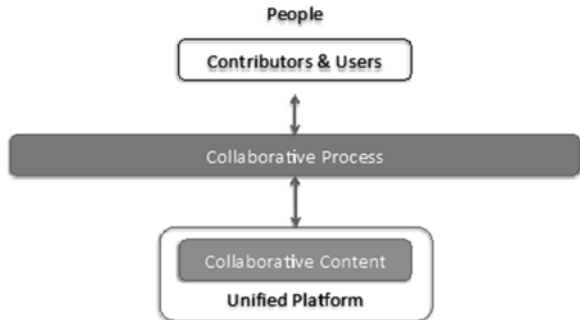 People
Contributors & Users
Collaborative Process
Collaborative Content
Unified Platform